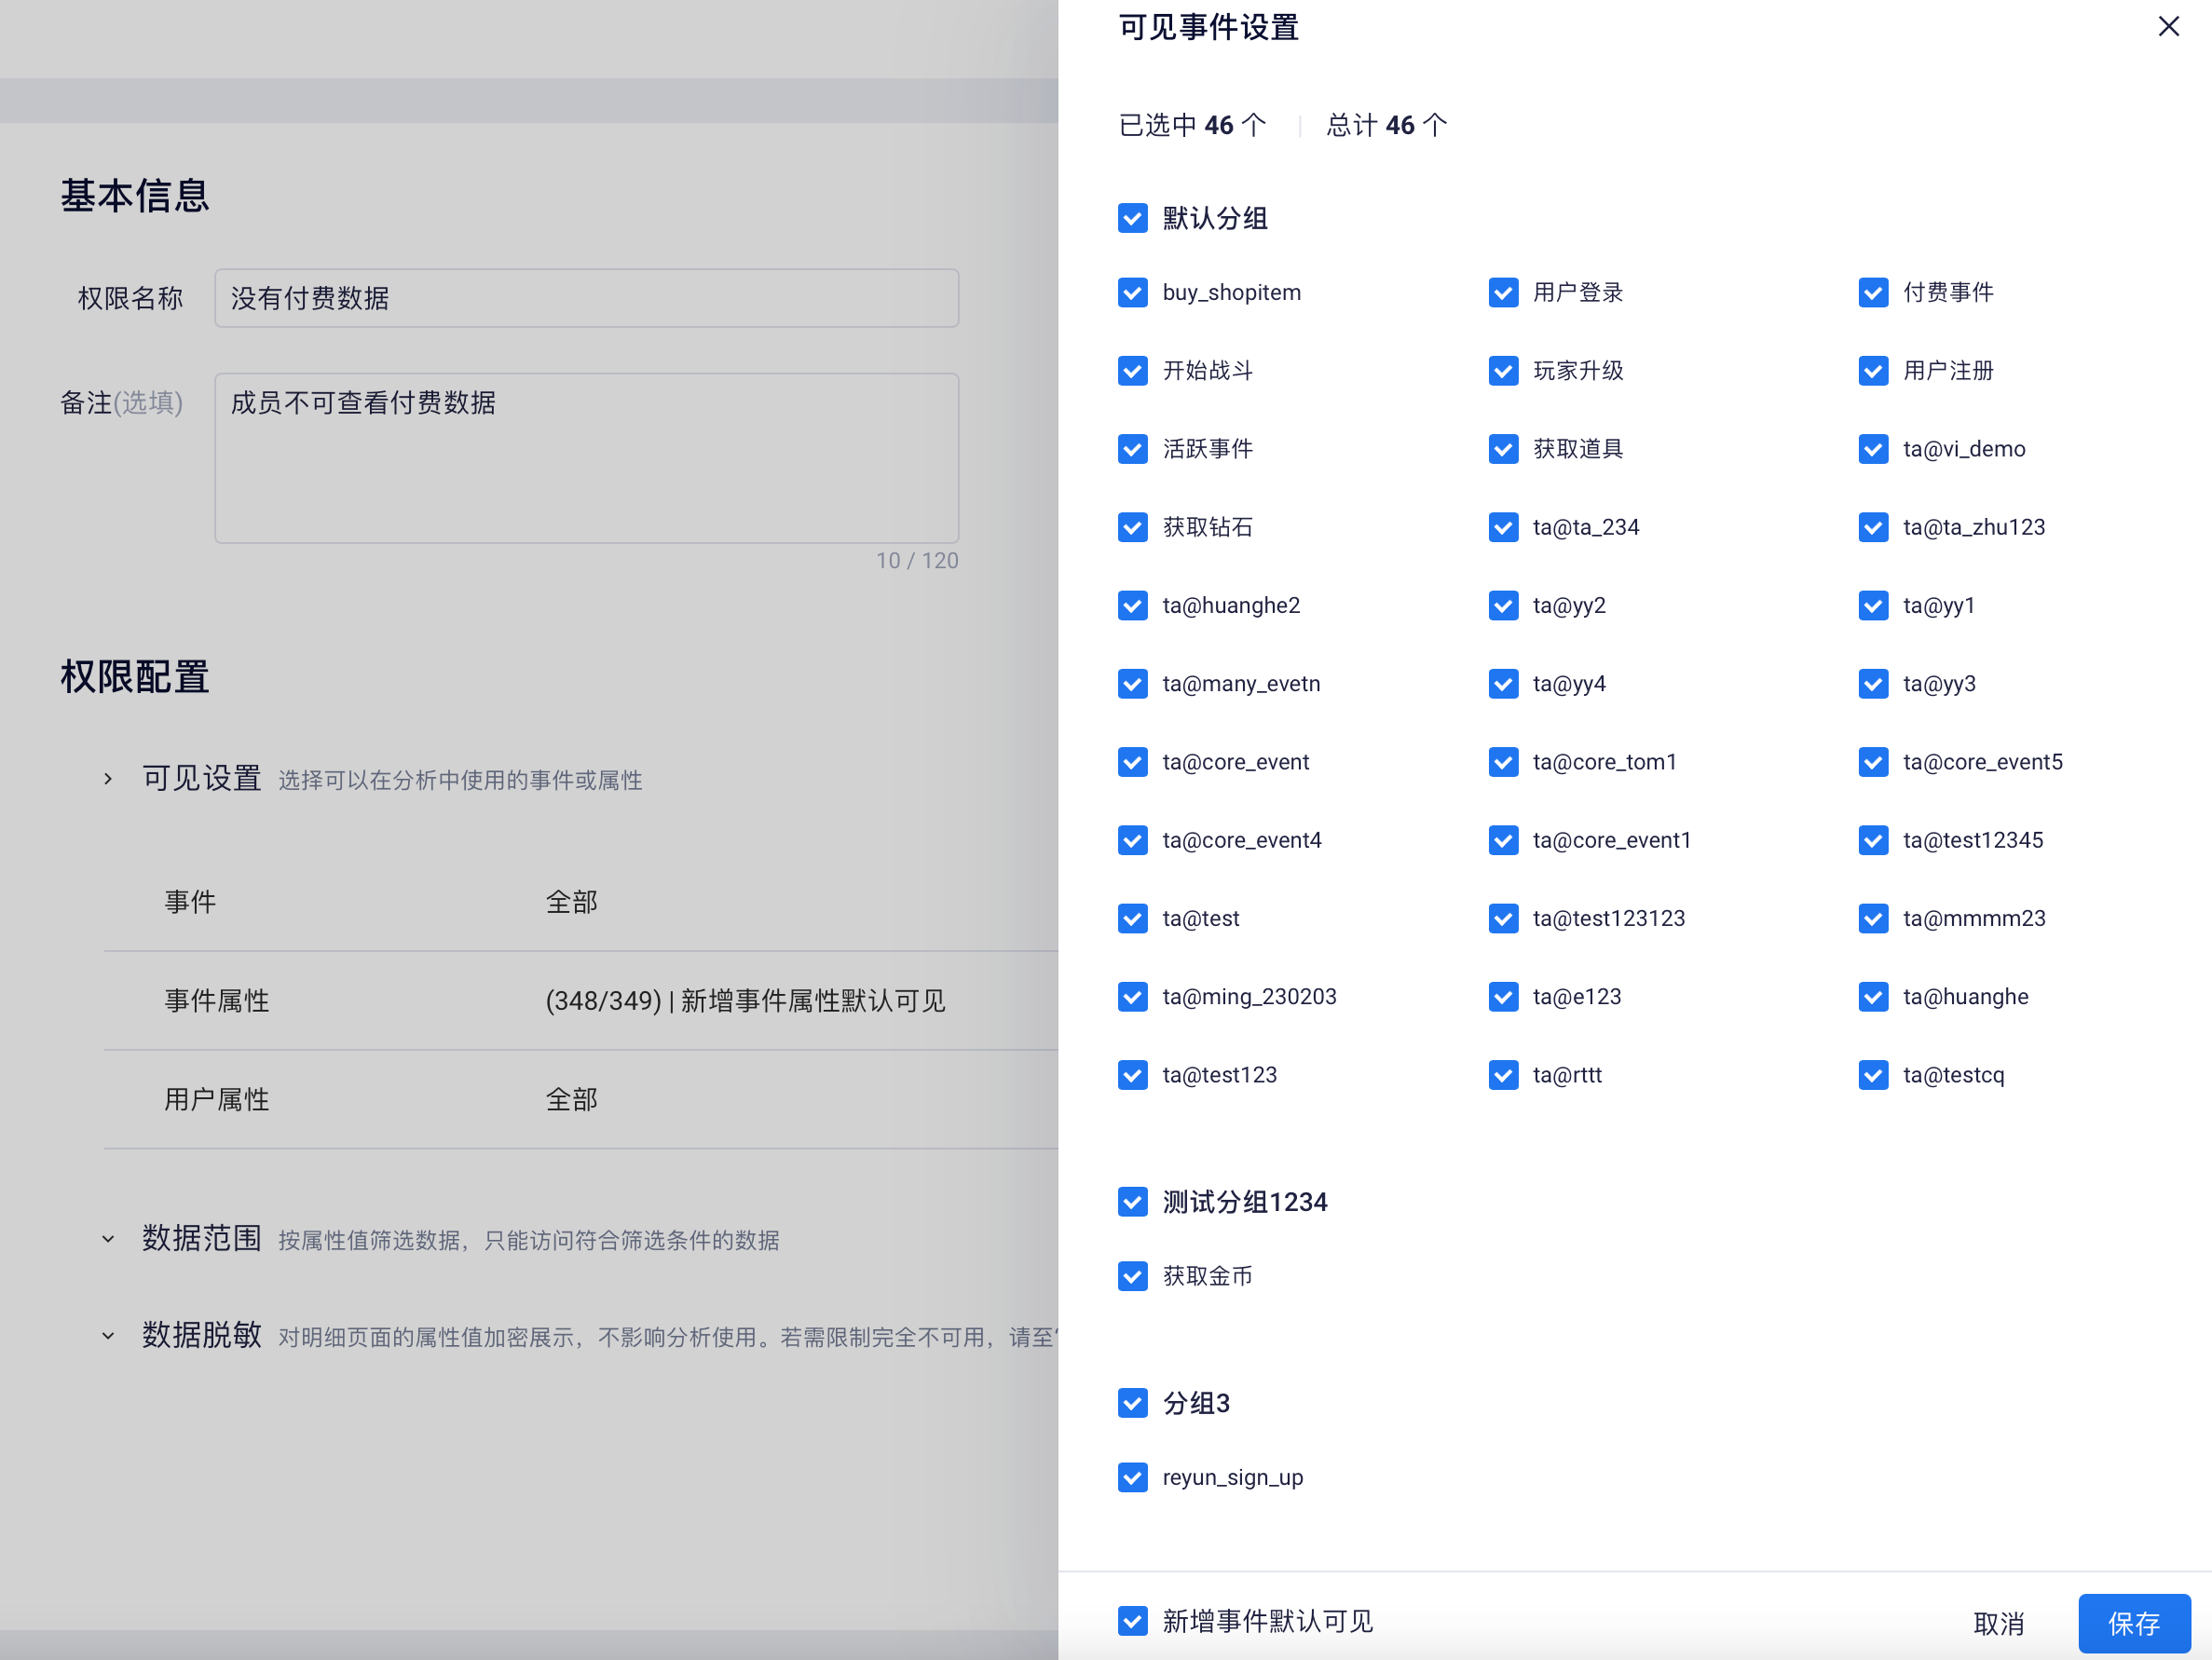 基本信息
权限名称
没有付费数据
备注(选填)
成员不可查看付费数据
10 / 120
权限配置
可见设置 选择可以在分析中使用的事件或属性
事件 全部
事件属性 (348/349) | 新增事件属性默认可见
用户属性 全部
数据范围 按属性值筛选数据，只能访问符合筛选条件的数据
数据脱敏 对明细页面的属性值加密展示，不影响分析使用。若需限制完全不可用，请至
可见事件设置
已选中 46 个 | 总计 46 个
默认分组
buy_shopitem 用户登录 付费事件
开始战斗 玩家升级 用户注册
活跃事件 获取道具 ta@vi_demo
获取钻石 ta@ta_234 ta@ta_zhu123
ta@huanghe2 ta@yy2 ta@yy1
ta@many_evetn ta@yy4 ta@yy3
ta@core_event ta@core_tom1 ta@core_event5
ta@core_event4 ta@core_event1 ta@test12345
ta@test ta@test123123 ta@mmmm23
ta@ming_230203 ta@e123 ta@huanghe
ta@test123 ta@rttt ta@testcq
测试分组1234
获取金币
分组3
reyun_sign_up
新增事件默认可见
取消
保存